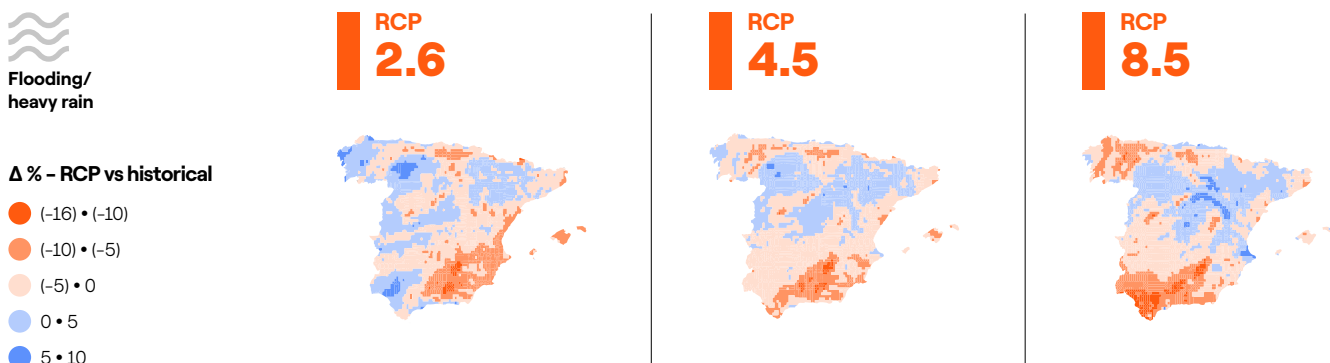 Flooding/
heavy rain
Δ % - RCP vs historical
(-16) • (-10)
(-10) • (-5)
(-5) • 0
0 • 5
5 • 10
RCP
2.6
RCP
4.5
RCP
8.5